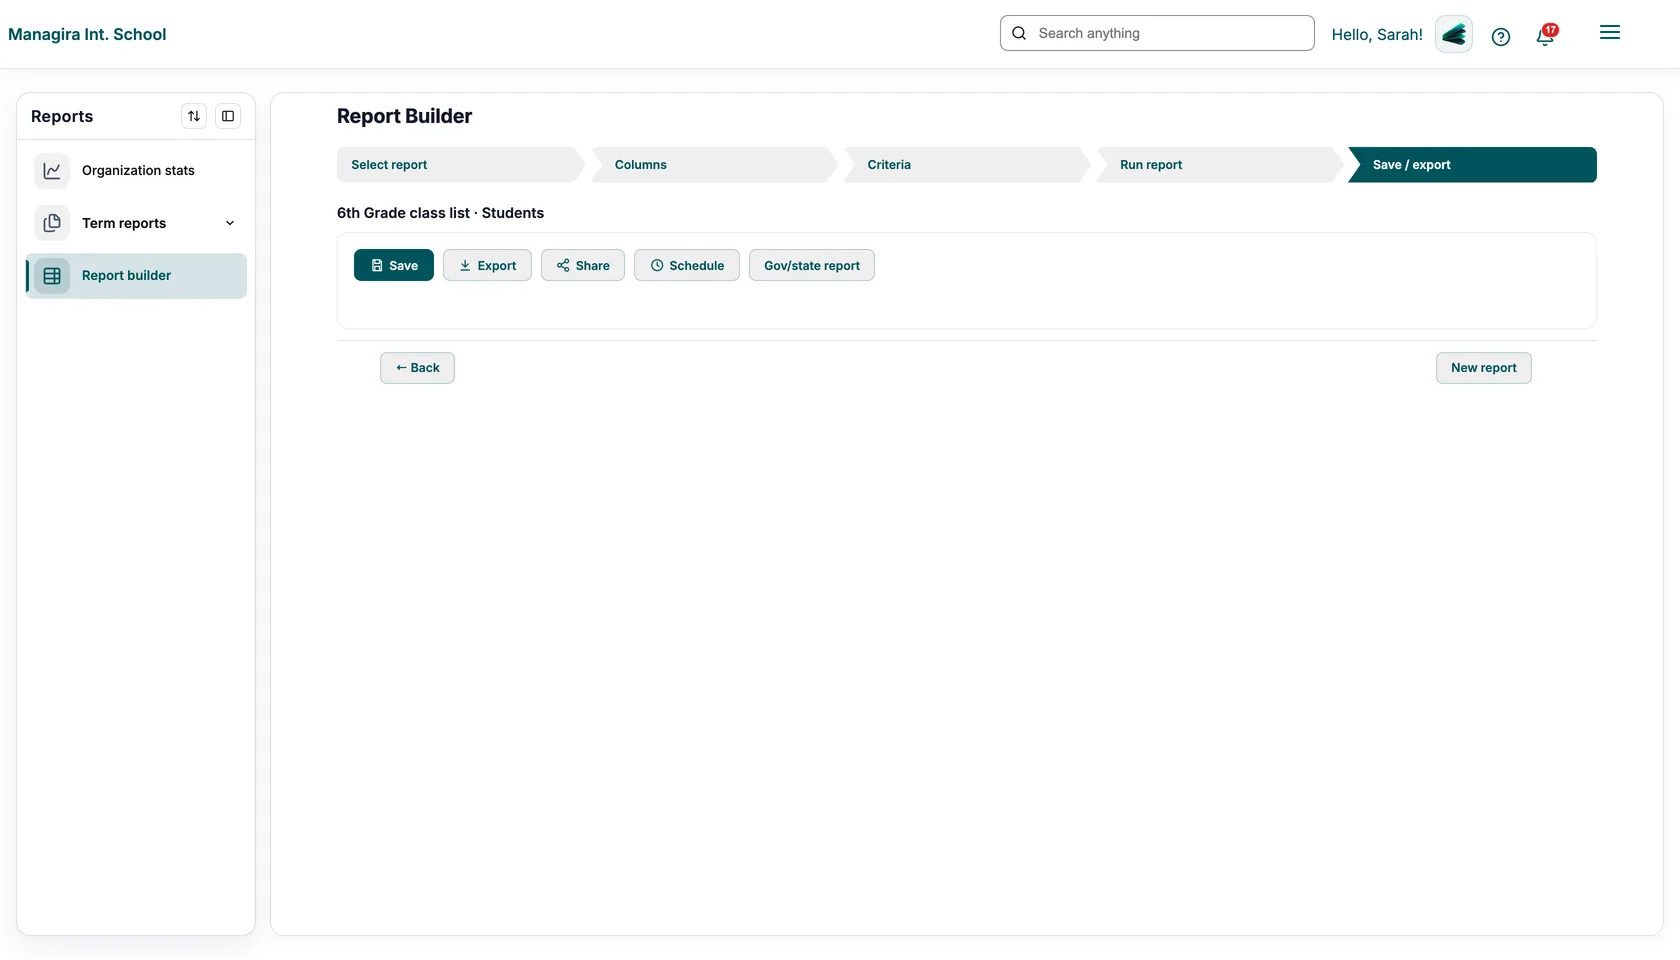 Managira Int. School
Search anything
Hello, Sarah!
17
Reports
Organization stats
Term reports
Report builder
Report Builder
Select report
Columns
Criteria
Run report
Save / export
6th Grade class list · Students
Save
Export
Share
Schedule
Gov/state report
← Back
New report